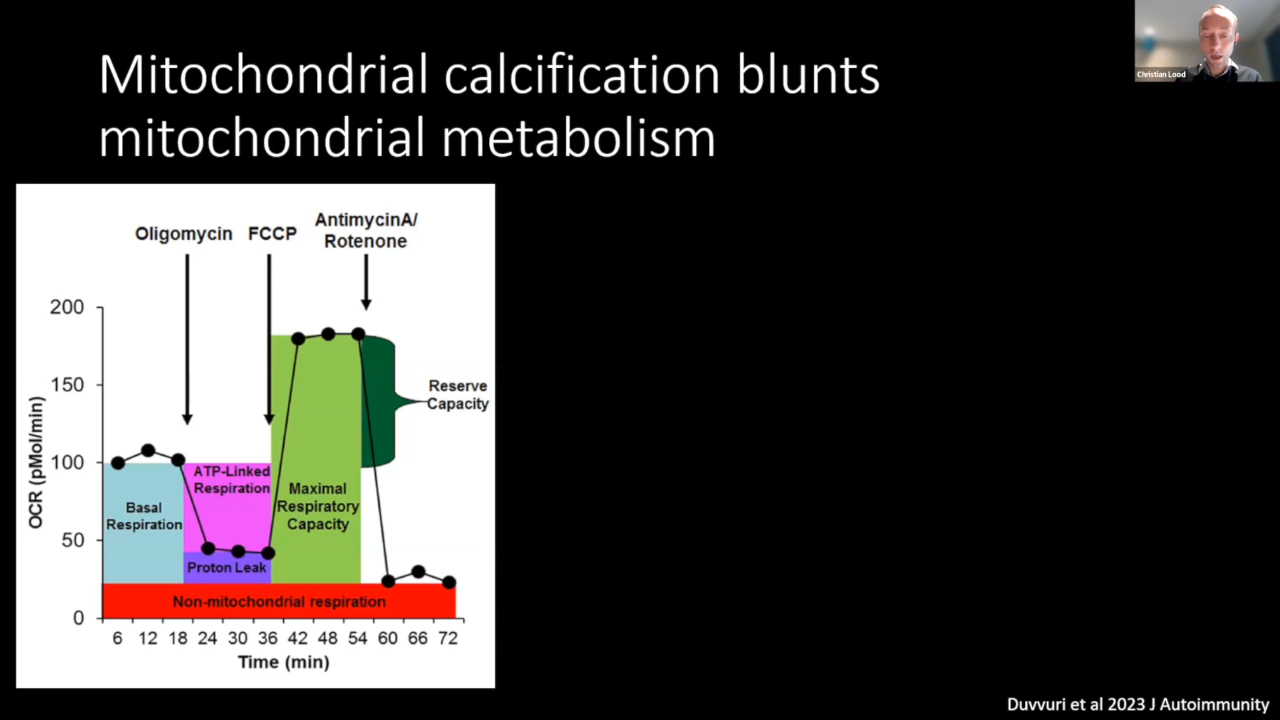 Mitochondrial calcification blunts
mitochondrial metabolism
Christian Lood
Oligomycin
FCCP
AntimycinA/
Rotenone
200
150
100
50
0
OCR (pMol/min)
Reserve
Capacity
ATP-Linked
Respiration
Basal
Respiration
Maximal
Respiratory
Capacity
Proton Leak
Non-mitochondrial respiration
6 12 18 24 30 36 42 48 54 60 66 72
Time (min)
Duvvuri et al 2023 J Autoimmunity